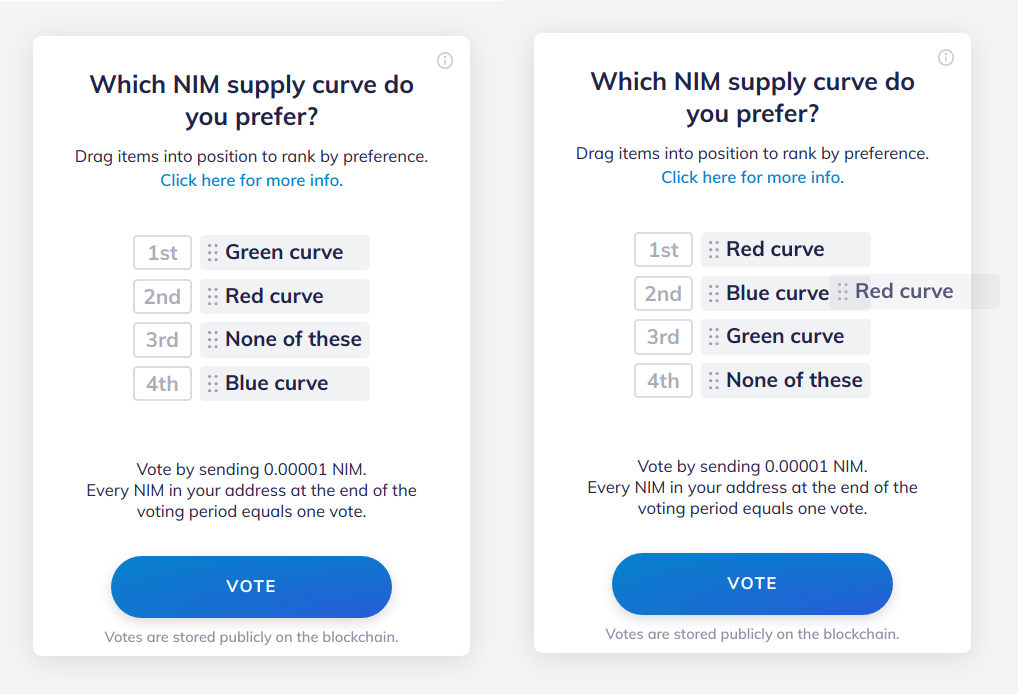 Which NIM supply curve do
you prefer?
Drag items into position to rank by preference.
Click here for more info.
1st Green curve
2nd Red curve
3rd None of these
4th Blue curve
Vote by sending 0.00001 NIM.
Every NIM in your address at the end of the
voting period equals one vote.
VOTE
Votes are stored publicly on the blockchain.
Which NIM supply curve do
you prefer?
Drag items into position to rank by preference.
Click here for more info.
1st Red curve
2nd Blue curve Red curve
3rd Green curve
4th None of these
Vote by sending 0.00001 NIM.
Every NIM in your address at the end of the
voting period equals one vote.
VOTE
Votes are stored publicly on the blockchain.